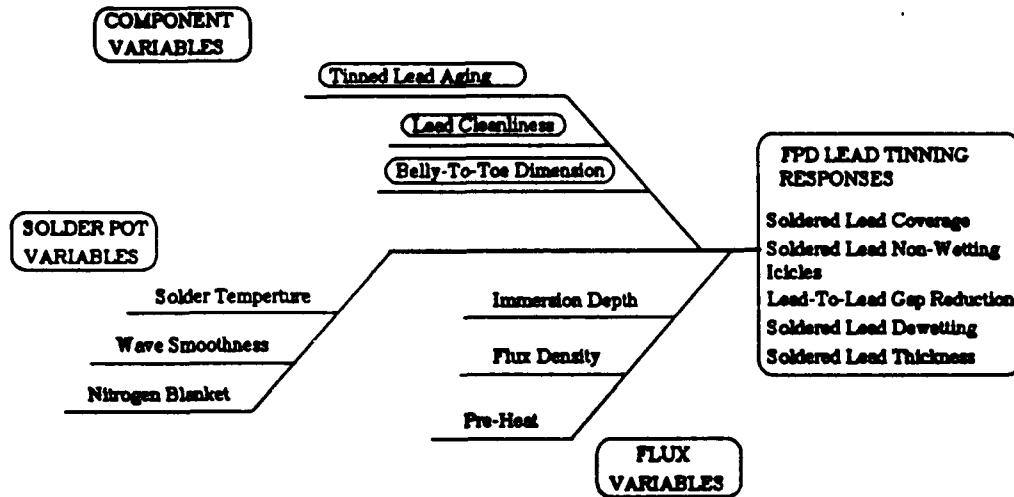 COMPONENT
VARIABLES
Tinned Lead Aging
Lead Cleanliness
Belly-To-Toe Dimension
SOLDER POT
VARIABLES
Solder Temperture
Wave Smoothness
Nitrogen Blanket
Immersion Depth
Flux Density
Pre-Heat
FLUX
VARIABLES
FPD LEAD TINNING
RESPONSES
Soldered Lead Coverage
Soldered Lead Non-Wetting
Icicles
Lead-To-Lead Gap Reduction
Soldered Lead Dewetting
Soldered Lead Thickness